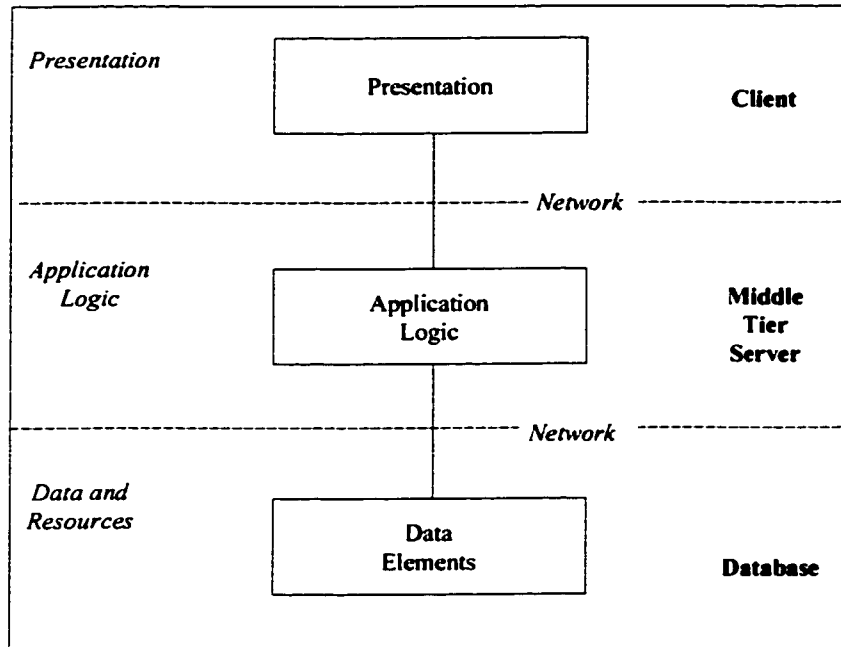 Presentation
Presentation
Client
Network
Application
Logic
Application
Logic
Middle
Tier
Server
Network
Data and
Resources
Data
Elements
Database